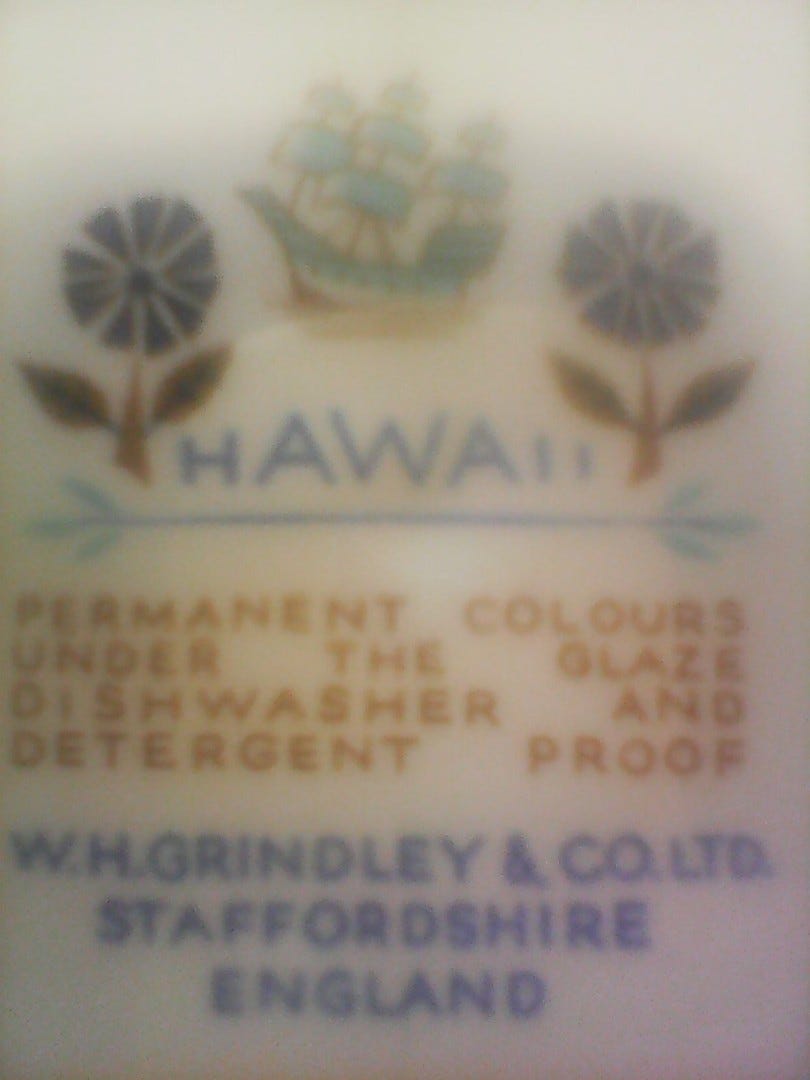 HAWAII
PERMANENT COLOURS
UNDER THE GLAZE
DISHWASHER AND
DETERGENT PROOF
W.H.GRINDLEY & CO. LTD.
STAFFORDSHIRE
ENGLAND